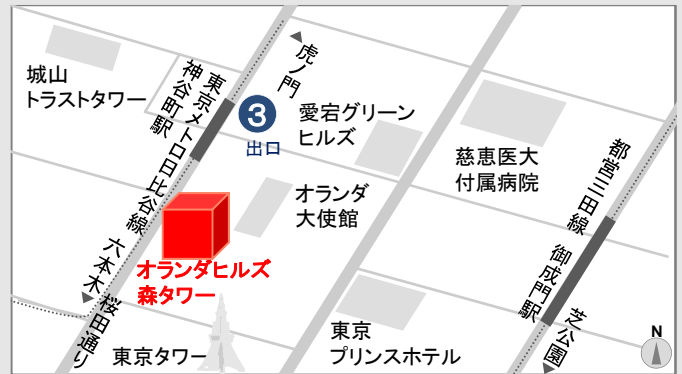 城山
トラストタワー
東京メトロ日比谷線
神谷町駅
虎ノ門
3
出口
愛宕グリーン
ヒルズ
慈恵医大
付属病院
都営三田線
御成門駅
オランダ
大使館
オランダヒルズ
森タワー
六本木
桜田通り
東京タワー
東京
プリンスホテル
芝公園
N